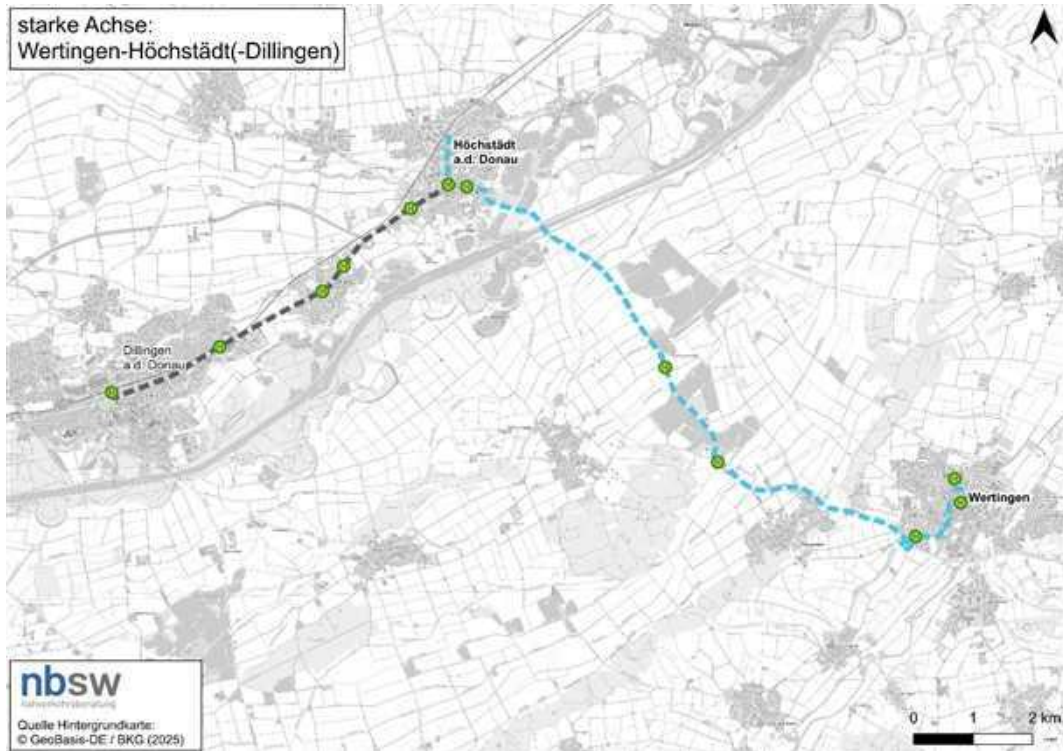 starke Achse:
Wertingen-Höchstädt(-Dillingen)
Höchstädt
a.d. Donau
Dillingen
a.d. Donau
Wertingen
nbsw
nahverkehrsberatung
Quelle Hintergrundkarte:
© GeoBasis-DE / BKG (2025)
0 1 2 km